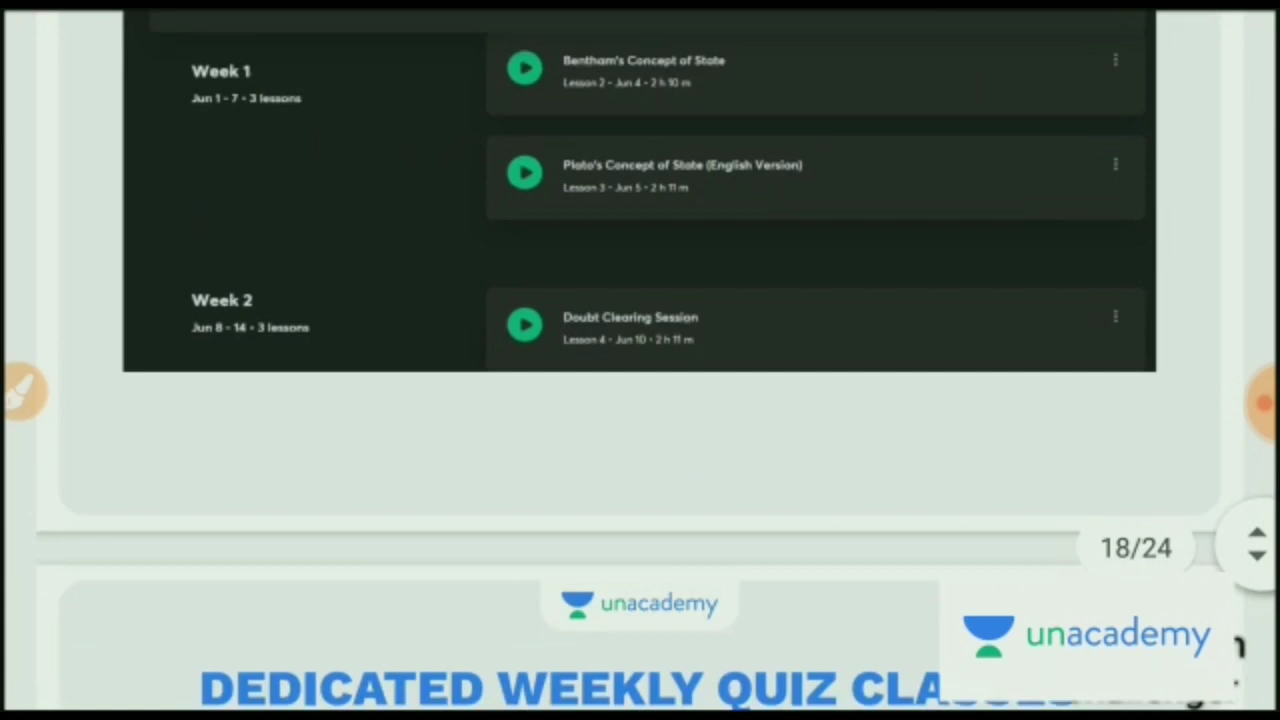 Week 1
Jun 1 - 7 • 3 lessons
Bentham's Concept of State
Lesson 2 • Jun 4 • 2 h 10 m
Plato's Concept of State (English Version)
Lesson 3 • Jun 5 • 2 h 11 m
Week 2
Jun 8 - 14 • 3 lessons
Doubt Clearing Session
Lesson 4 • Jun 10 • 2 h 11 m
18/24
unacademy
unacademy
DEDICATED WEEKLY QUIZ